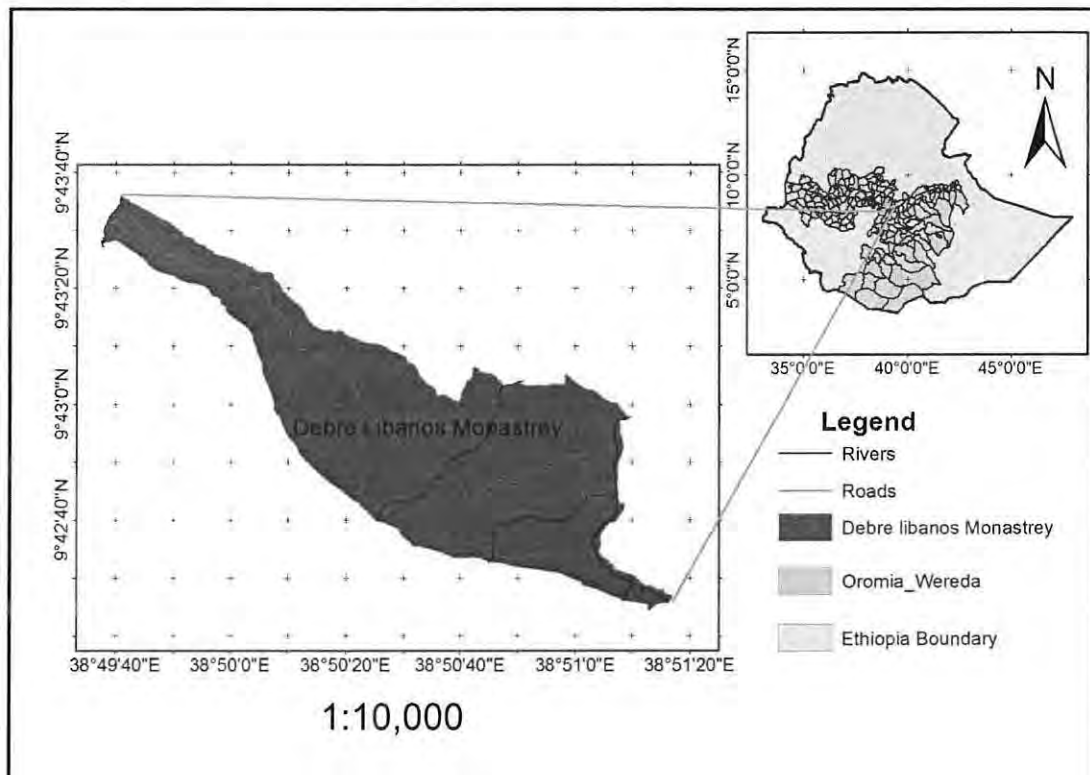 N
15°0'0"N
10°0'0"N
5°0'0"N
35°0'0"E
40°0'0"E
45°0'0"E
9°43'40"N
9°43'20"N
9°43'0"N
9°42'40"N
Debre Libanos Monastrey
38°49'40"E
38°50'0"E
38°50'20"E
38°50'40"E
38°51'0"E
38°51'20"E
1:10,000
Legend
Rivers
Roads
Debre libanos Monastrey
Oromia_Wereda
Ethiopia Boundary